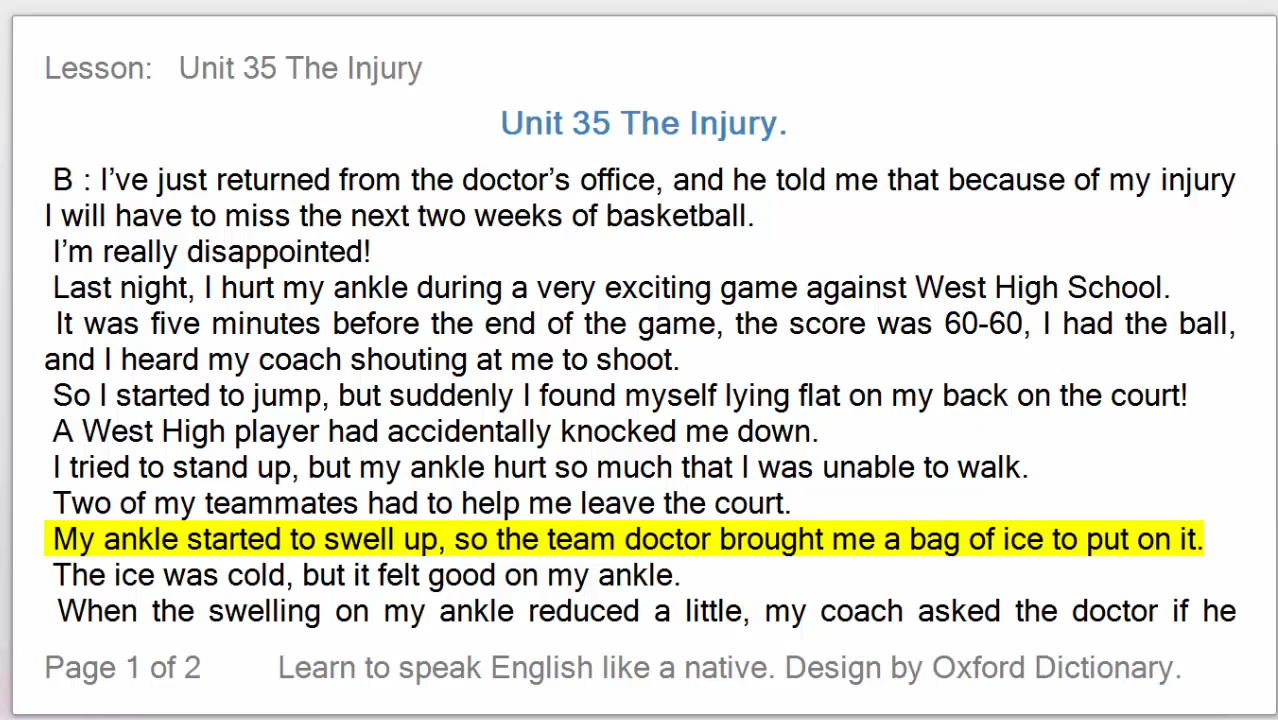 Lesson: Unit 35 The Injury
Unit 35 The Injury.
B : I’ve just returned from the doctor’s office, and he told me that because of my injury
I will have to miss the next two weeks of basketball.
I’m really disappointed!
Last night, I hurt my ankle during a very exciting game against West High School.
It was five minutes before the end of the game, the score was 60-60, I had the ball,
and I heard my coach shouting at me to shoot.
So I started to jump, but suddenly I found myself lying flat on my back on the court!
A West High player had accidentally knocked me down.
I tried to stand up, but my ankle hurt so much that I was unable to walk.
Two of my teammates had to help me leave the court.
My ankle started to swell up, so the team doctor brought me a bag of ice to put on it.
The ice was cold, but it felt good on my ankle.
When the swelling on my ankle reduced a little, my coach asked the doctor if he
Page 1 of 2 Learn to speak English like a native. Design by Oxford Dictionary.